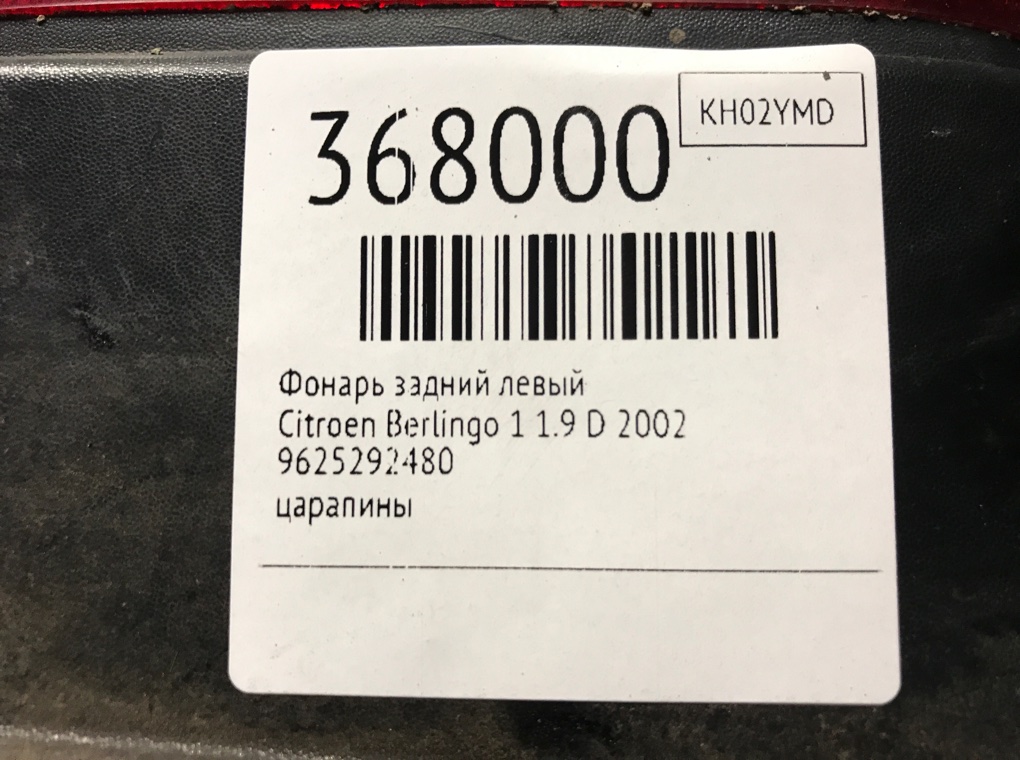 368000
KH02YMD
Фонарь задний левый
Citroen Berlingo 1 1.9 D 2002
9625292480
царапины